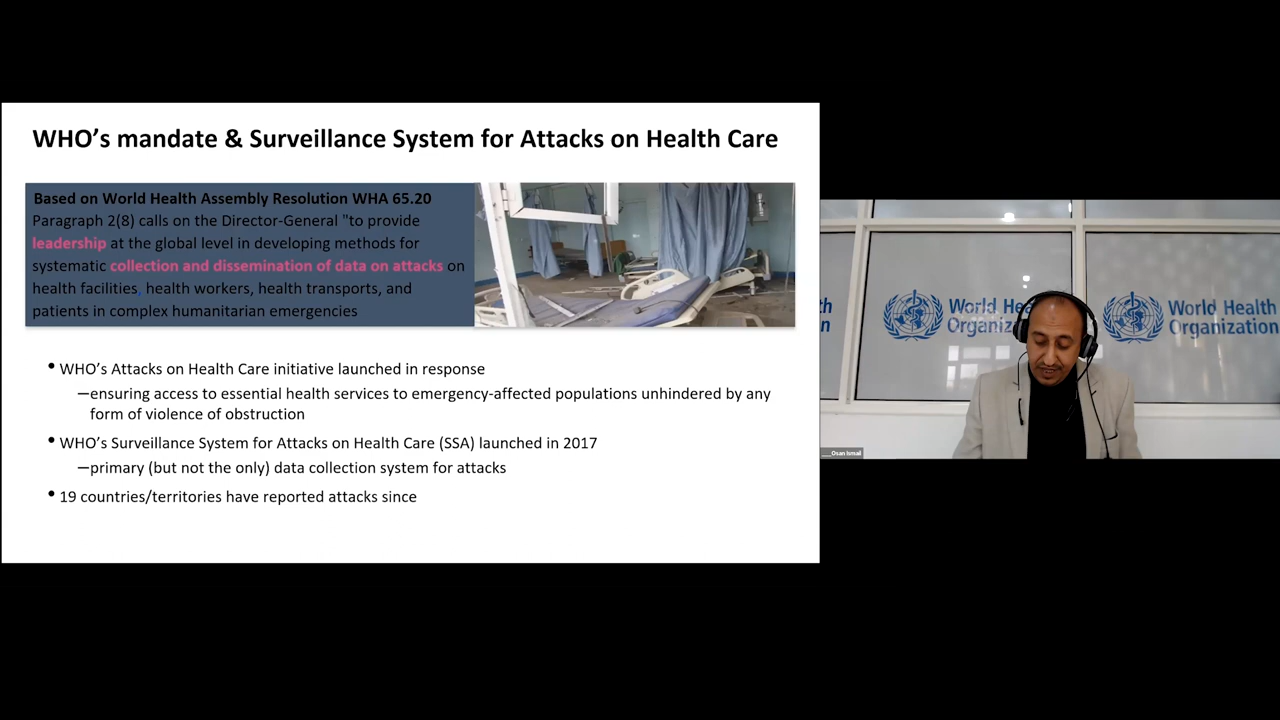 WHO's mandate & Surveillance System for Attacks on Health Care
Based on World Health Assembly Resolution WHA 65.20
Paragraph 2(8) calls on the Director-General "to provide
leadership at the global level in developing methods for
systematic collection and dissemination of data on attacks on
health facilities, health workers, health transports, and
patients in complex humanitarian emergencies
• WHO's Attacks on Health Care initiative launched in response
–ensuring access to essential health services to emergency-affected populations unhindered by any
form of violence of obstruction
• WHO's Surveillance System for Attacks on Health Care (SSA) launched in 2017
–primary (but not the only) data collection system for attacks
• 19 countries/territories have reported attacks since
World Hea
Organiz
World Health
Organization
___Osan Ismail